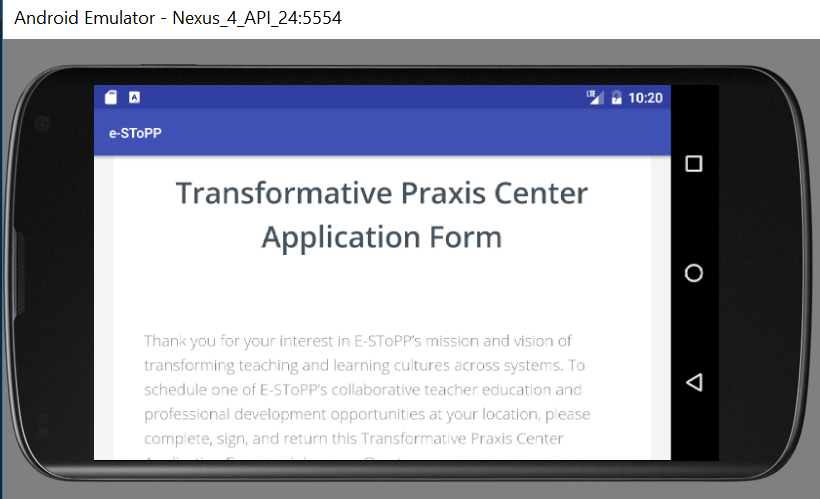 Android Emulator - Nexus_4_API_24:5554
LTE 10:20
e-SToPP
Transformative Praxis Center
Application Form
Thank you for your interest in E-SToPP's mission and vision of
transforming teaching and learning cultures across systems. To
schedule one of E-SToPP's collaborative teacher education and
professional development opportunities at your location, please
complete, sign, and return this Transformative Praxis Center